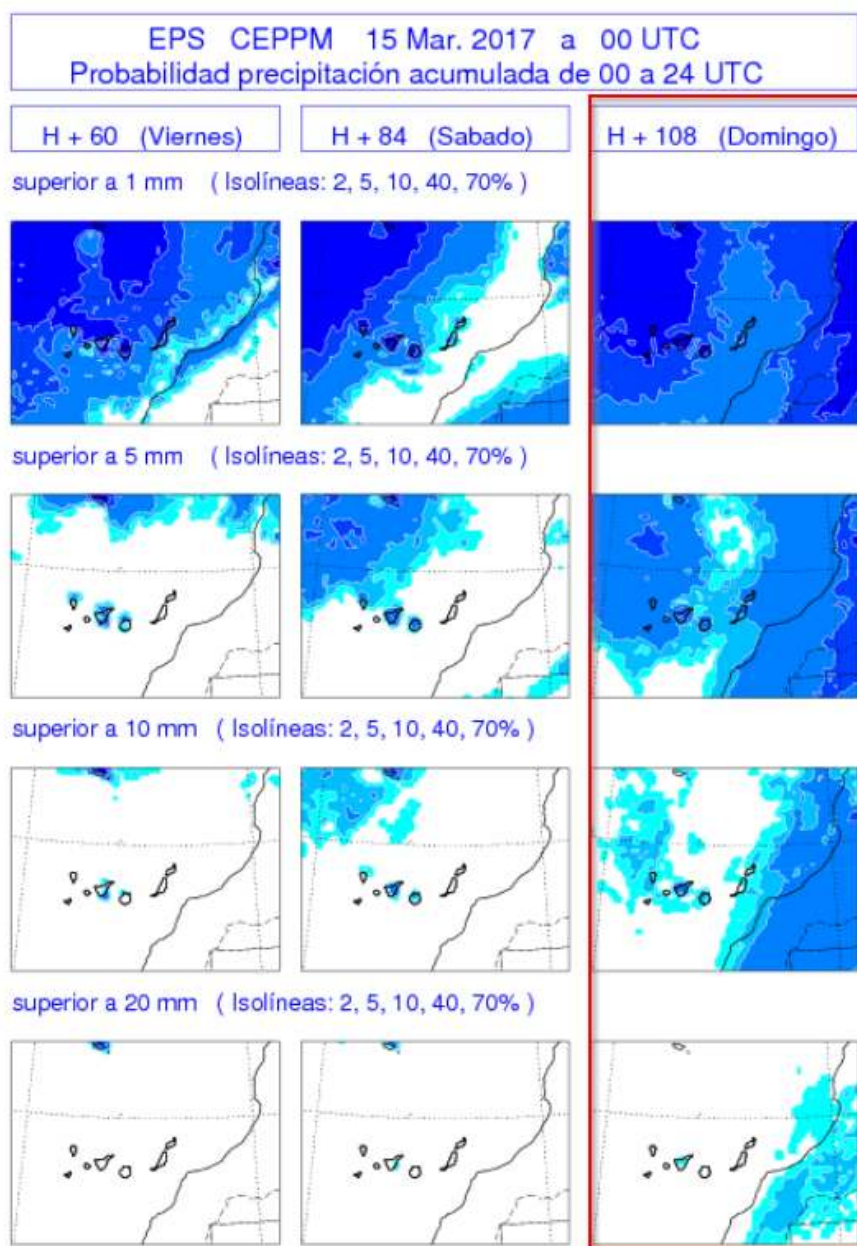 EPS CEPPM 15 Mar. 2017 a 00 UTC
Probabilidad precipitación acumulada de 00 a 24 UTC
H + 60 (Viernes)
H + 84 (Sabado)
H + 108 (Domingo)
superior a 1 mm ( Isolíneas: 2, 5, 10, 40, 70% )
superior a 5 mm ( Isolíneas: 2, 5, 10, 40, 70% )
superior a 10 mm ( Isolíneas: 2, 5, 10, 40, 70% )
superior a 20 mm ( Isolíneas: 2, 5, 10, 40, 70% )